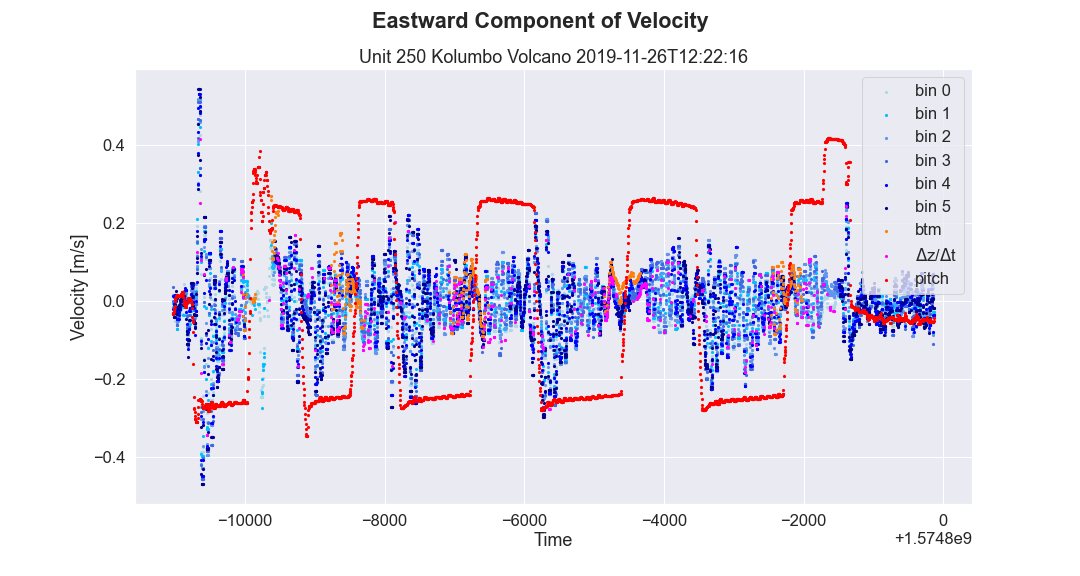 Eastward Component of Velocity
Unit 250 Kolumbo Volcano 2019-11-26T12:22:16
bin 0
bin 1
bin 2
bin 3
bin 4
bin 5
btm
Δz/Δt
pitch
Velocity [m/s]
0.4
0.2
0.0
−0.2
−0.4
−10000
−8000
−6000
−4000
−2000
0
Time
+1.5748e9